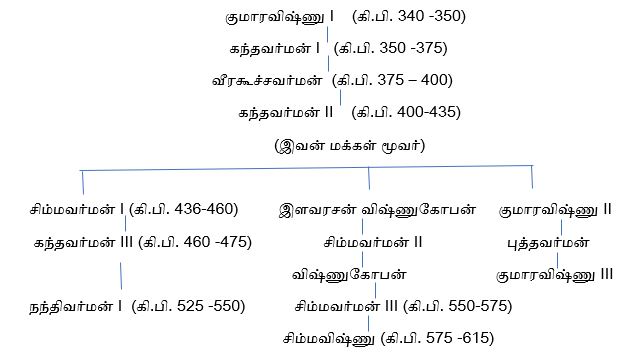 குமாரவிஷ்ணு I (கி.பி. 340 -350)
கந்தவர்மன் I (கி.பி. 350 -375)
வீரகூச்சவர்மன் (கி.பி. 375 – 400)
கந்தவர்மன் II (கி.பி. 400-435)
(இவன் மக்கள் மூவர்)
சிம்மவர்மன் I (கி.பி. 436-460) இளவரசன் விஷ்ணுகோபன் குமாரவிஷ்ணு II
கந்தவர்மன் III (கி.பி. 460 -475) சிம்மவர்மன் II புத்தவர்மன்
விஷ்ணுகோபன் குமாரவிஷ்ணு III
நந்திவர்மன் I (கி.பி. 525 -550) சிம்மவர்மன் III (கி.பி. 550-575)
சிம்மவிஷ்ணு (கி.பி. 575 -615)